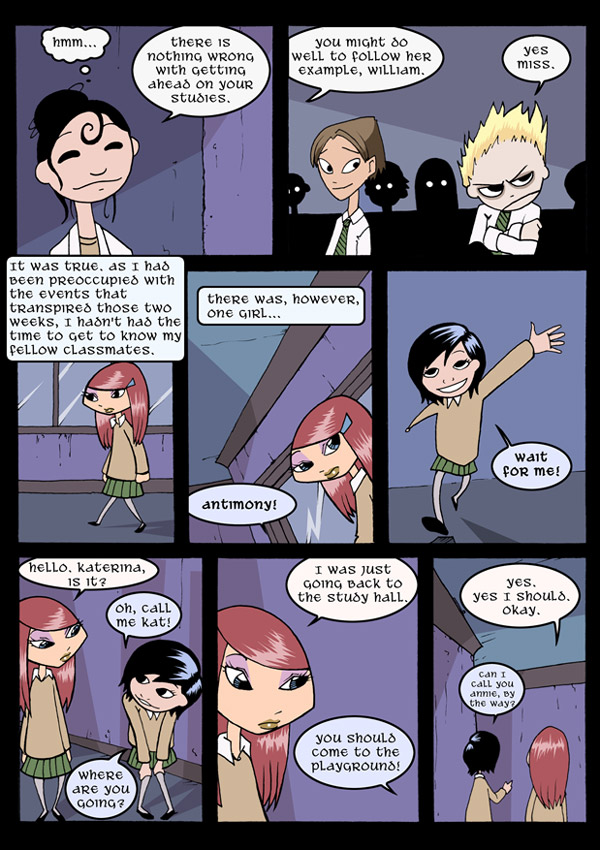 Hmm...
There is
nothing wrong
with getting
ahead on your
studies.
You might do
well to follow her
example, William.
Yes
Miss.
It was true. As I had
been preoccupied with
the events that
transpired those two
weeks, I hadn't had the
time to get to know my
fellow classmates.
There was, however,
one girl...
Antimony!
Wait
for me!
Hello. Katerina,
is it?
Oh, call
me Kat!
Where
are you
going?
I was just
going back to
the study hall.
You should
come to the
playground!
Yes.
Yes I should.
Okay.
Can I
call you
Annie, by
the way?